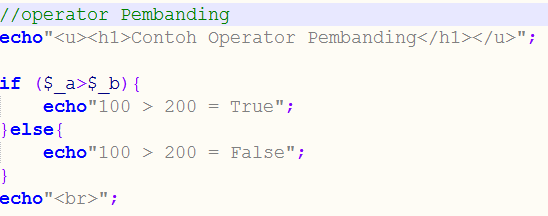 //operator Pembanding
echo"<u><h1>Contoh Operator Pembanding</h1></u>";
if ($_a>$_b){
echo"100 > 200 = True";
}else{
echo"100 > 200 = False";
}
echo"<br>";